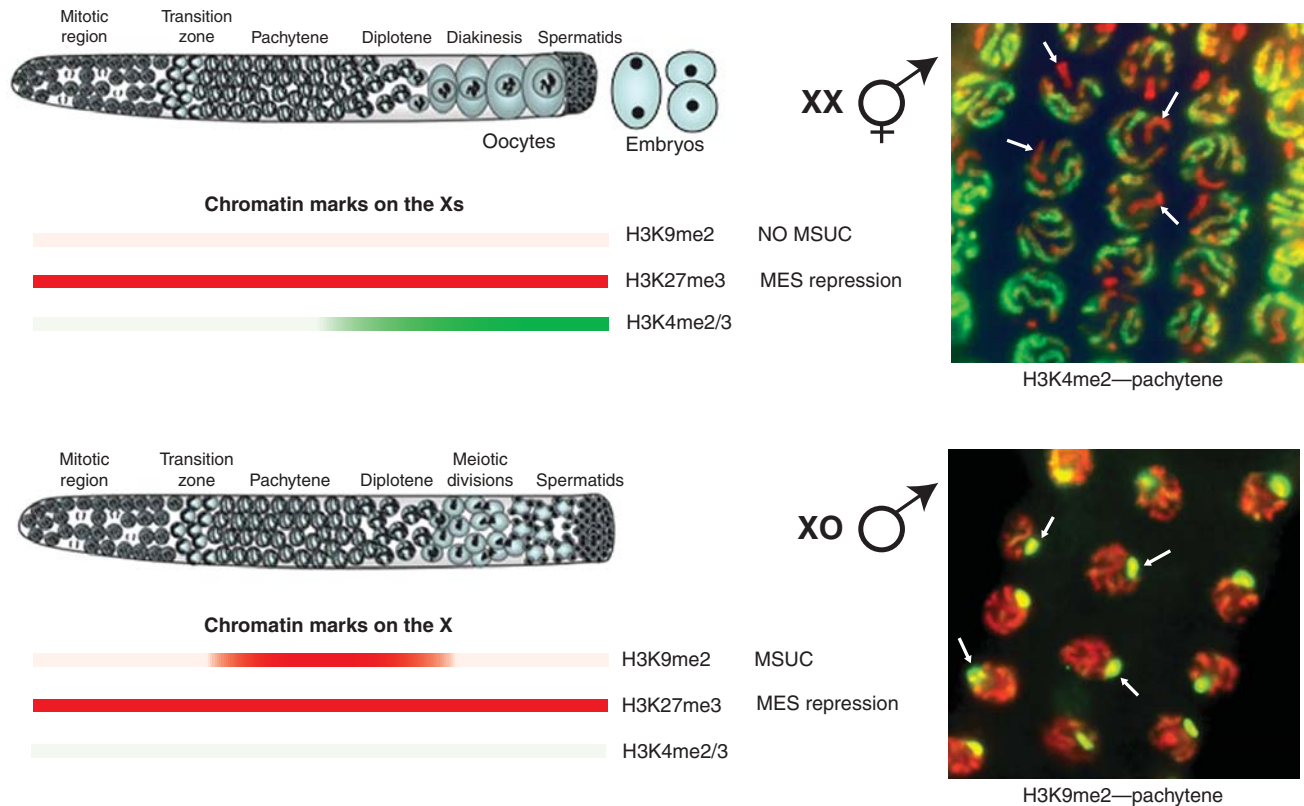 Mitotic
region
Transition
zone
Pachytene
Diplotene
Diakinesis
Spermatids
Oocytes
Embryos
XX
Chromatin marks on the Xs
H3K9me2 NO MSUC
H3K27me3 MES repression
H3K4me2/3
H3K4me2—pachytene
Mitotic
region
Transition
zone
Pachytene
Diplotene
Meiotic
divisions
Spermatids
XO
Chromatin marks on the X
H3K9me2 MSUC
H3K27me3 MES repression
H3K4me2/3
H3K9me2—pachytene